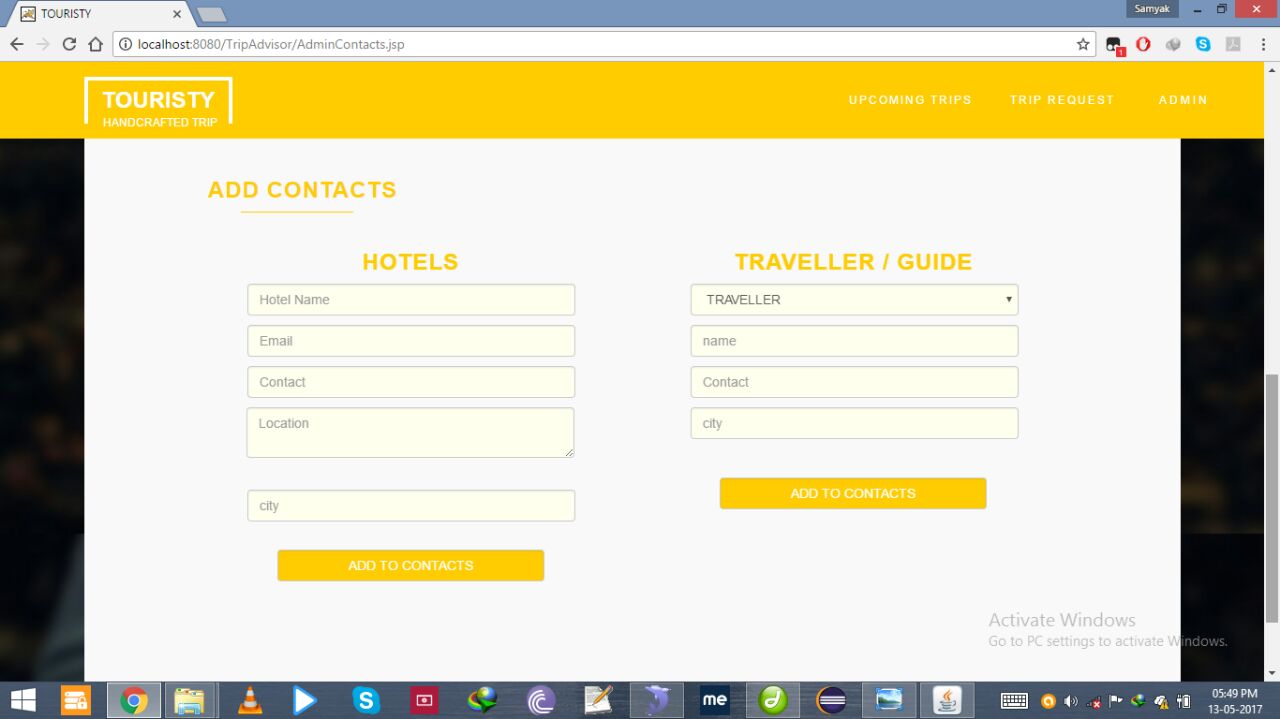 TOURISTY
Samyak
localhost:8080/TripAdvisor/AdminContacts.jsp
1
TOURISTY
HANDCRAFTED TRIP
UPCOMING TRIPS
TRIP REQUEST
ADMIN
ADD CONTACTS
HOTELS
Hotel Name
Email
Contact
Location
city
ADD TO CONTACTS
TRAVELLER / GUIDE
TRAVELLER
name
Contact
city
ADD TO CONTACTS
Activate Windows
Go to PC settings to activate Windows.
me
05:49 PM
13-05-2017